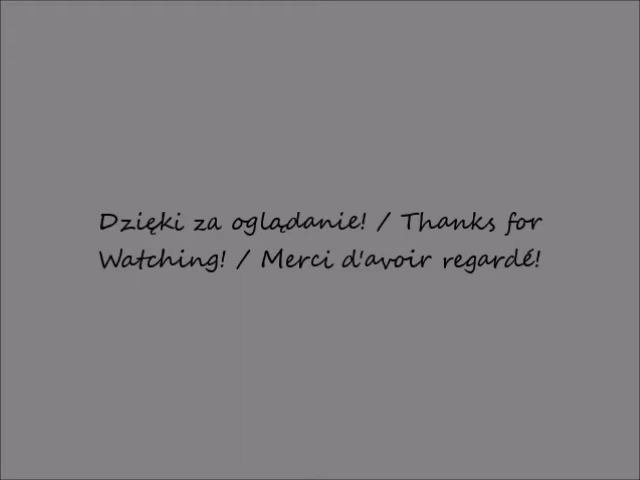 Dzięki za oglądanie! / Thanks for
Watching! / Merci d'avoir regardé!